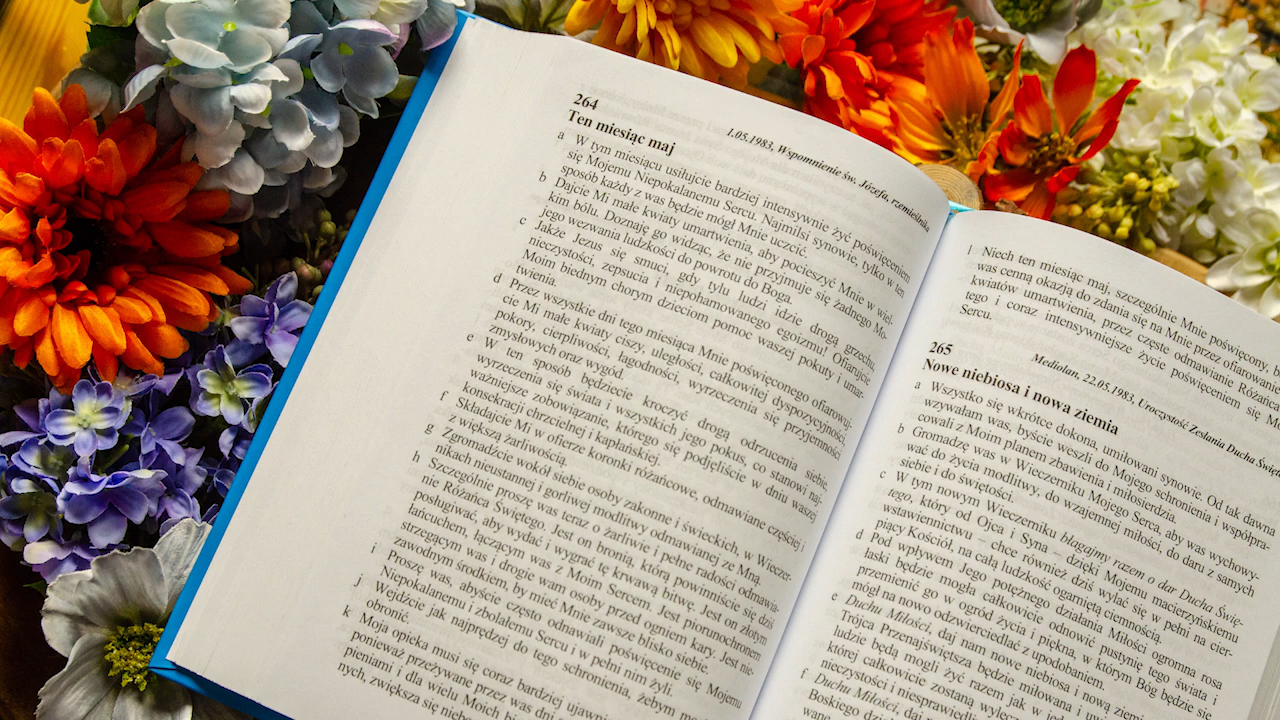 264
1.05.1983, Wspomnienie św. Józefa, rzemieślnika
Ten miesiąc maj
a W tym miesiącu usiłujcie bardziej intensywnie żyć poświęceniem
się Mojemu Niepokalanemu Sercu. Najmilsi synowie, tylko w ten
sposób każdy z was będzie mógł Mnie uczcić.
b Dajcie Mi małe kwiaty umartwienia, aby pocieszyć Mnie w wiel-
kim bólu. Doznaję go widząc, że nie przyjmuje się żadnego Mo-
jego wezwania ludzkości do powrotu do Boga.
c Jakże Jezus się smuci, gdy tylu ludzi idzie drogą grzechu,
nieczystości, zepsucia i niepohamowanego egoizmu! Ofiarujcie
Moim biednym chorym dzieciom pomoc waszej pokuty i umar-
twienia.
d Przez wszystkie dni tego miesiąca Mnie poświęconego ofiarowuj-
cie Mi małe kwiaty ciszy, uległości, całkowitej dyspozycyjności,
pokory, cierpliwości, łagodności, wyrzeczenia się przyjemności
zmysłowych oraz wygód.
e W ten sposób będziecie kroczyć drogą odrzucenia siebie,
wyrzeczenia się świata i wszystkich jego pokus, co stanowi naj-
ważniejsze zobowiązanie, którego się podjęliście w dniu waszej
konsekracji chrzcielnej i kapłańskiej.
f Składajcie Mi w ofierze koronki różańcowe, odmawiane częściej i
z większą żarliwością.
g Zgromadźcie wokół siebie osoby zakonne i świeckich, w Wieczer-
nikach nieustannej i gorliwej modlitwy odmawianej ze Mną.
h Szczególnie proszę was teraz o żarliwie i pełne radości odmawia-
nie Różańca Świętego. Jest on bronią, którą powinniście się dziś
posługiwać, aby wydać i wygrać tę krwawą bitwę. Jest on złotym
łańcuchem, łączącym was z Moim Sercem. Jest piorunochronem
strzegącym was i drogie wam osoby przed ogniem kary. Jest nie-
zawodnym środkiem, by mieć Mnie zawsze blisko siebie.
i Proszę was, abyście często odnawiali poświęcenie się Mojemu
Niepokalanemu i zbolałemu Sercu i w pełni nim żyli.
j Wejdźcie jak najprędzej do tego schronienia, żebym mogła was
obronić.
k Moja opieka musi się coraz bardziej ujawniać
ponieważ przeżywane przez was dni
pieniami i dla wielu Moich
nych, zwiększa się niebe
l Niech ten miesiąc maj, szczególnie Mnie poświęcony, będzie
was cenną okazją do zdania się na Mnie przez ofiarowanie
kwiatów umartwienia, przez częste odmawianie Różańca
tego i coraz intensywniejsze życie poświęceniem się M
Sercu.
265
Mediolan, 22.05.1983, Uroczystość Zesłania Ducha Święt
Nowe niebiosa i nowa ziemia
a Wszystko się wkrótce dokona, umiłowani synowie. Od tak dawna
wzywałam was, byście weszli do Mojego schronienia i współpra-
cowali z Moim planem zbawienia i miłosierdzia.
b Gromadzę was w Wieczerniku Mojego Serca, aby was wychowy-
wać do życia modlitwy, do wzajemnej miłości, do daru z samych
siebie i do świętości.
c W tym nowym Wieczerniku błagajmy razem o dar Ducha Świę-
tego, który od Ojca i Syna – dzięki Mojemu macierzyńskiemu
wstawiennictwu – chce również dziś wylać się w pełni na cier-
piący Kościół, na całą ludzkość ogarniętą ciemnością.
d Pod wpływem Jego potężnego działania Miłości ogromna rosa
łaski będzie mogła całkowicie odnowić pustynię tego świata i
przemienić go w ogród życia i piękna, w którym Bóg będzie się
mógł na nowo odzwierciedlać z upodobaniem.
e Duchu Miłości, daj nam nowe niebiosa i nową ziemię,
Trójca Przenajświętsza będzie miłowana i
ludzie będą mogli żyć razem jak w jed
całkowicie zostaną wyleczon
nieczystości i niesprawiedliw
f Duchu Miłości, daj
Boskiego